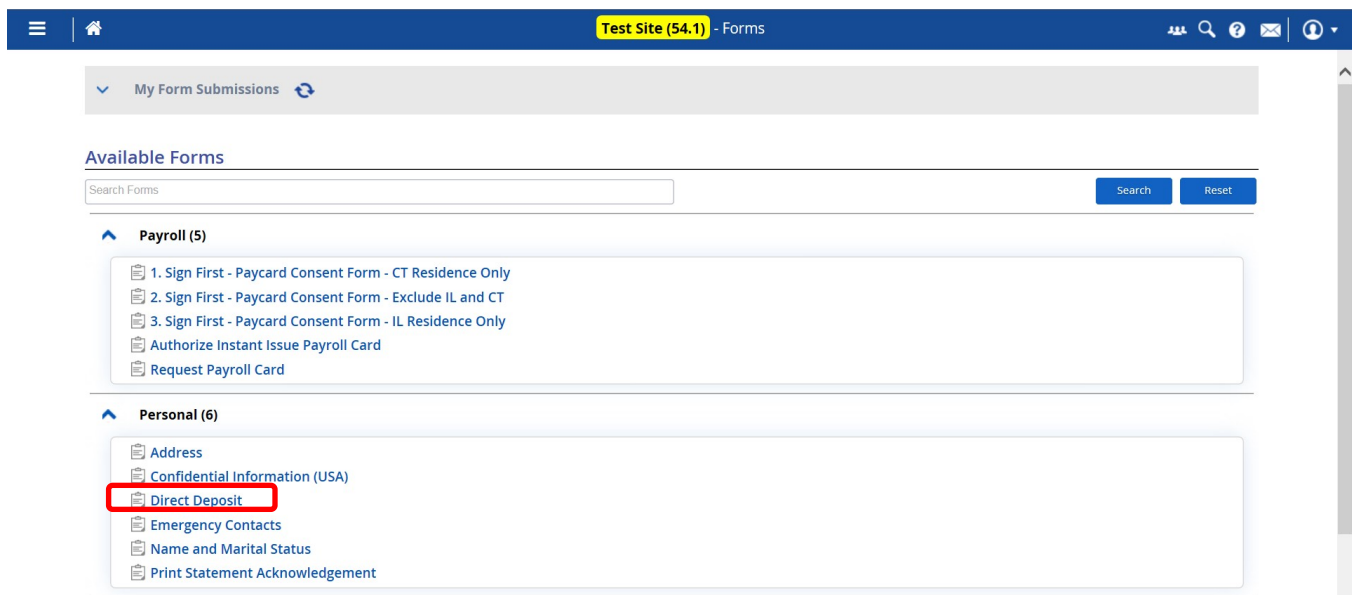 Test Site (54.1) - Forms
My Form Submissions
Available Forms
Search Forms
Search
Reset
Payroll (5)
1. Sign First - Paycard Consent Form - CT Residence Only
2. Sign First - Paycard Consent Form - Exclude IL and CT
3. Sign First - Paycard Consent Form - IL Residence Only
Authorize Instant Issue Payroll Card
Request Payroll Card
Personal (6)
Address
Confidential Information (USA)
Direct Deposit
Emergency Contacts
Name and Marital Status
Print Statement Acknowledgement